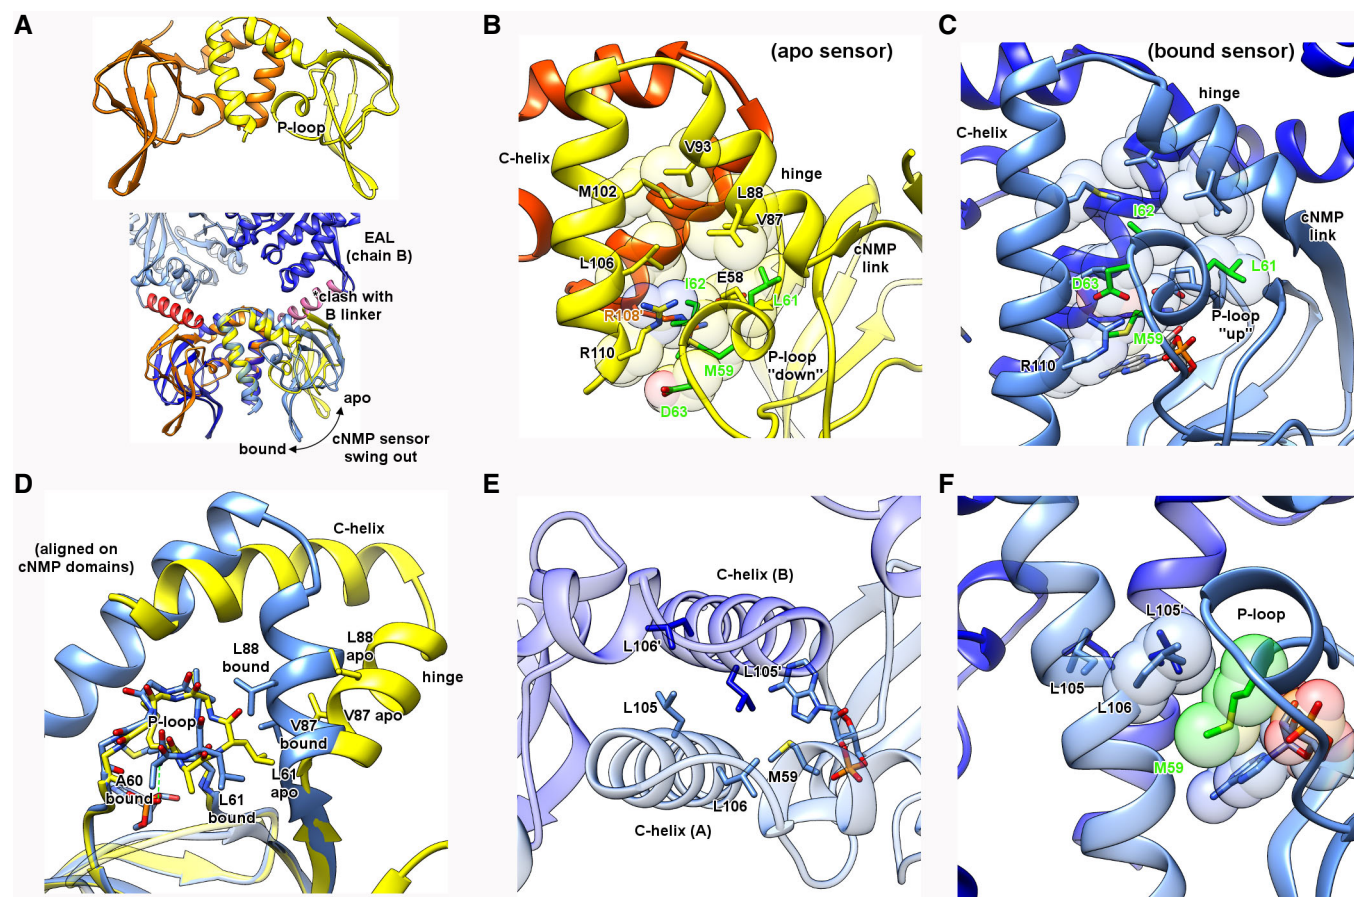 A
P-loop
EAL
(chain B)
*clash with
B linker
apo
bound
cNMP sensor
swing out
B
(apo sensor)
C-helix
V93
M102
hinge
L88
V87
cNMP
link
L106
E58
I62
L61
R108
R110
P-loop
"down"
M59
D63
C
(bound sensor)
hinge
C-helix
I62
cNMP
link
L61
D63
P-loop
"up"
M59
R110
D
C-helix
(aligned on
cNMP domains)
L88
bound
L88
apo
hinge
P-loop
V87 apo
V87
bound
A60
bound
L61
apo
L61
bound
E
C-helix (B)
L106'
L105'
L105
M59
L106
C-helix (A)
F
L105'
P-loop
L105
L106
M59